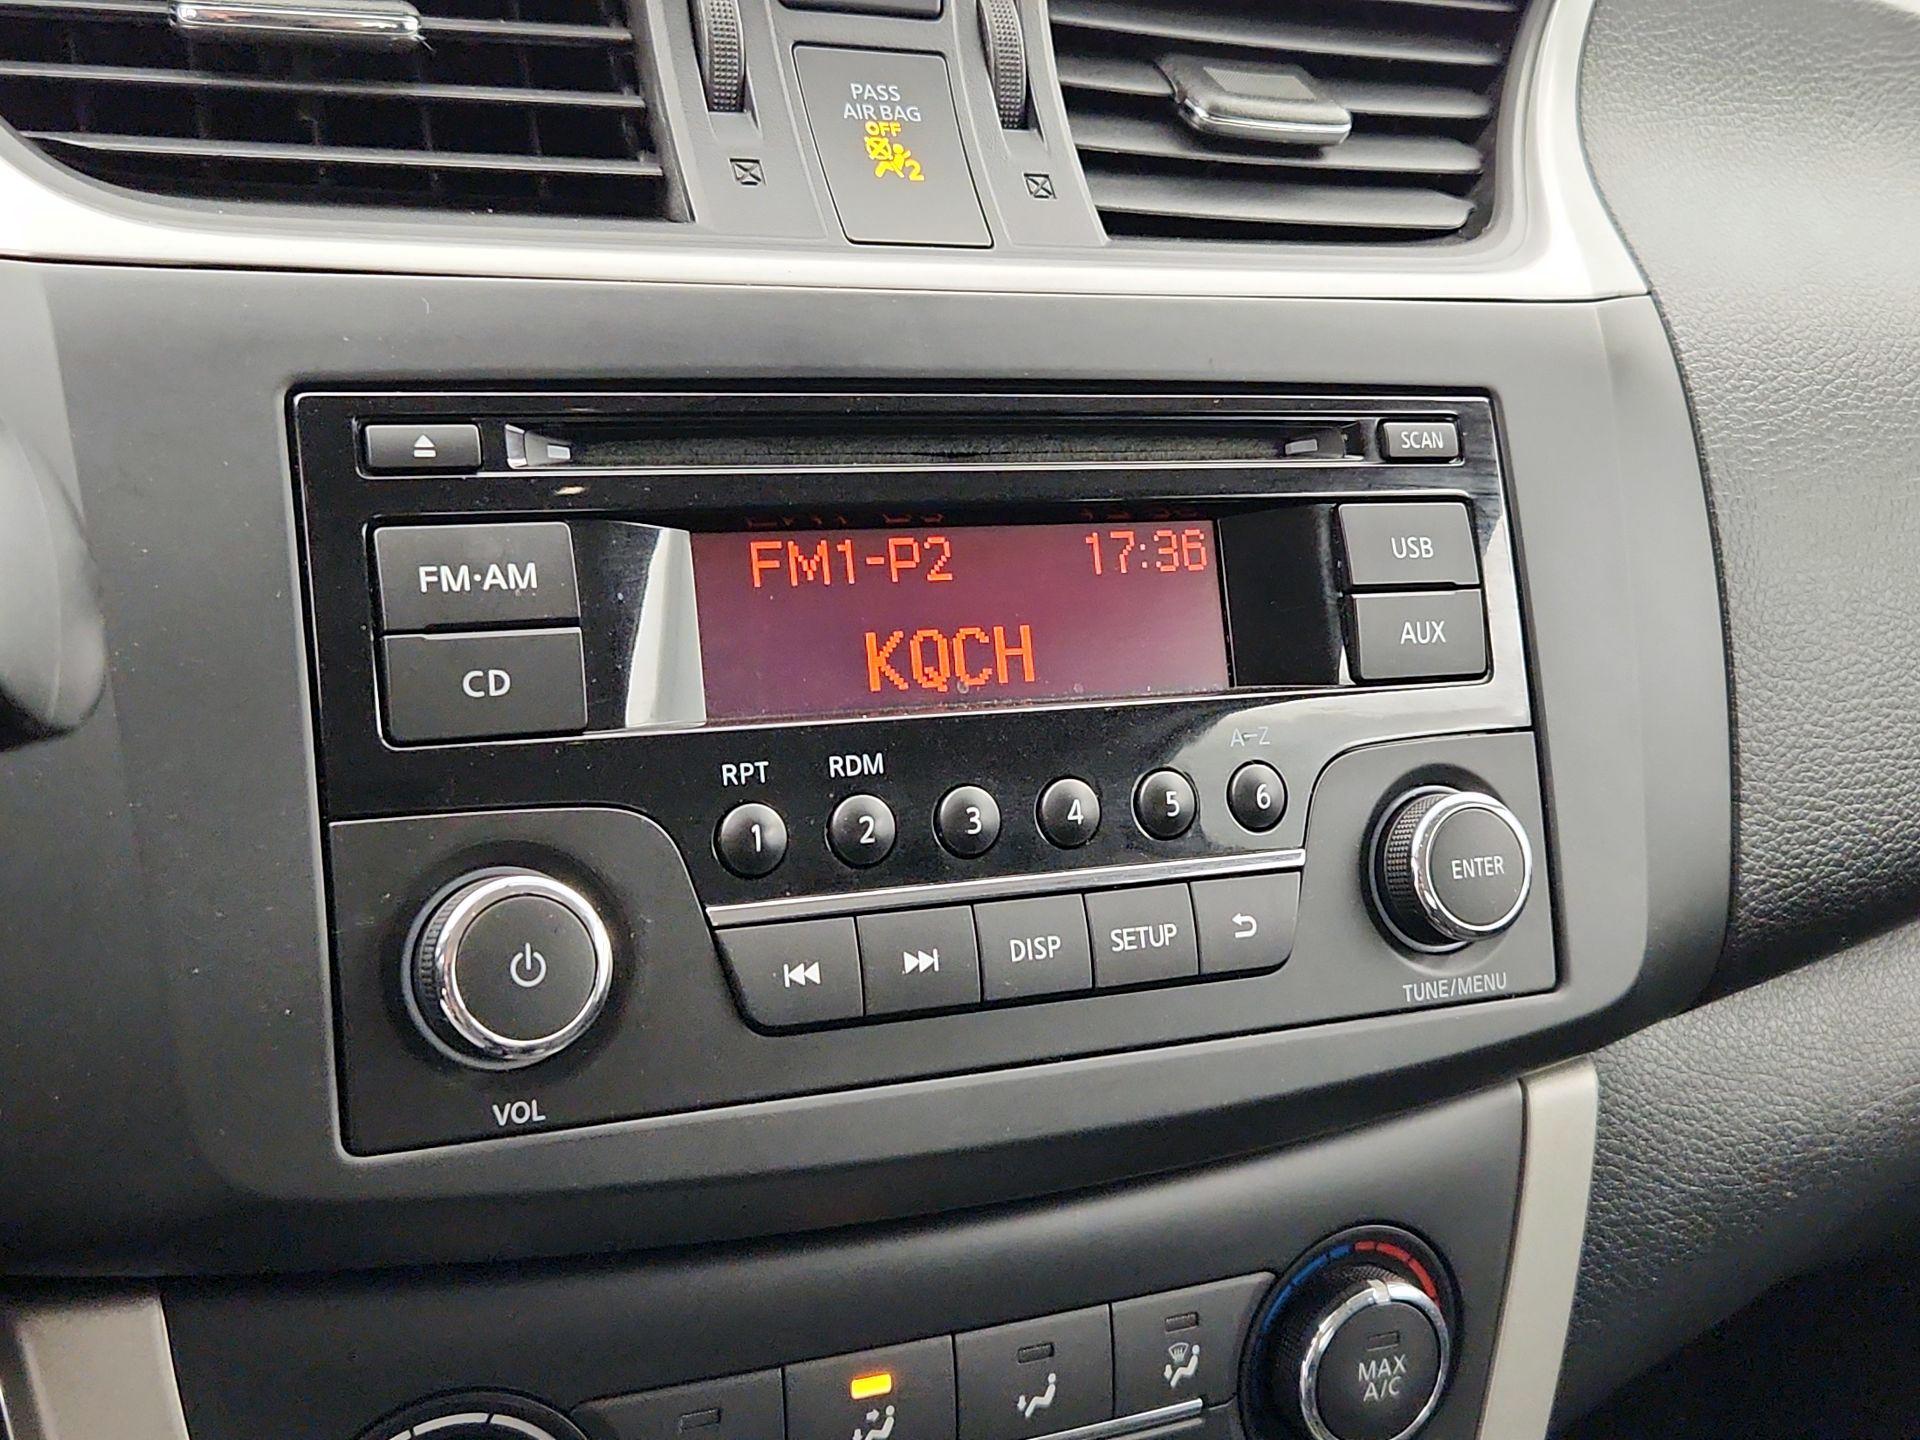 PASS
AIR BAG
OFF
2
SCAN
FM1-P2 17:36
FM·AM
USB
KQCH
AUX
CD
RPT RDM A-Z
1 2 3 4 5 6
ENTER
DISP SETUP
TUNE/MENU
VOL
MAX
A/C